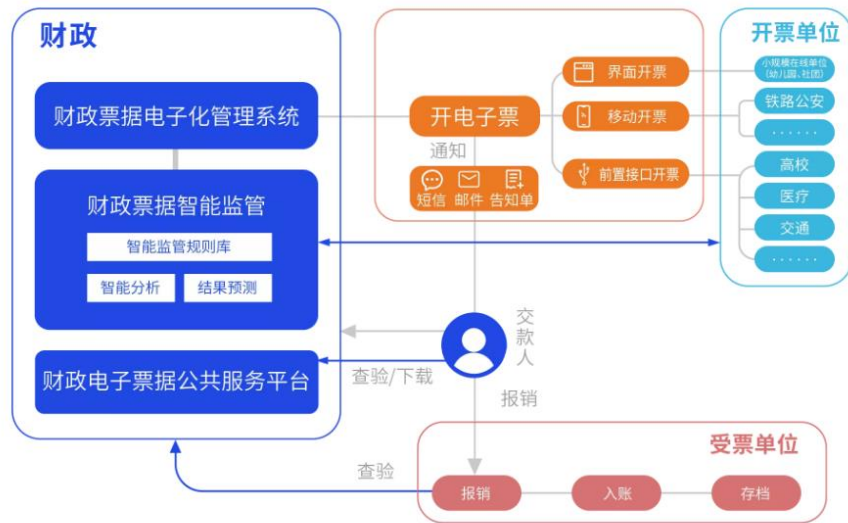 财政
财政票据电子化管理系统
财政票据智能监管
智能监管规则库
智能分析
结果预测
财政电子票据公共服务平台
开电子票
通知
短信
邮件
告知单
界面开票
移动开票
前置接口开票
开票单位
小规模在线单位
(幼儿园、社团)
铁路公安
······
高校
医疗
交通
······
交款人
查验/下载
报销
查验
受票单位
报销
入账
存档